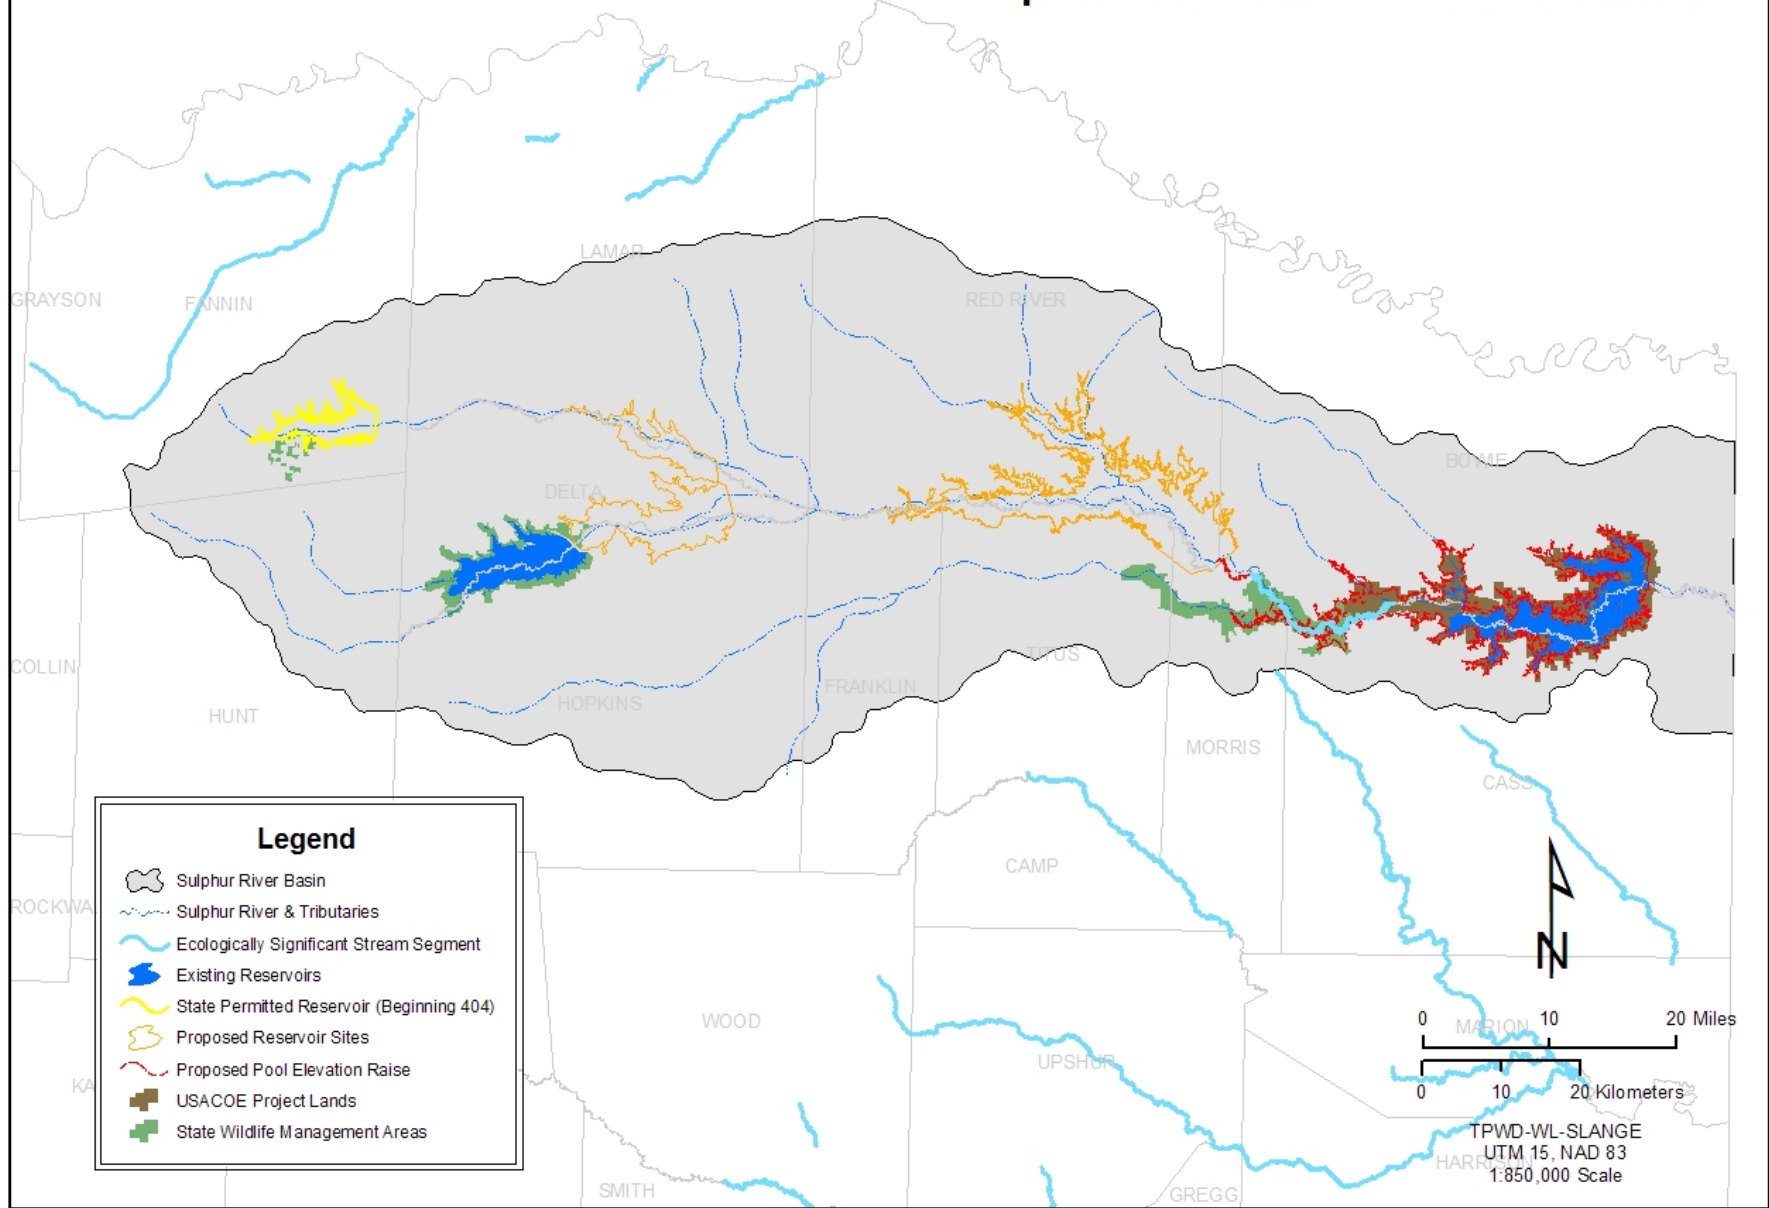 LAMAR
RED RIVER
GRAYSON
FANNIN
BOWIE
DELTA
TITUS
COLLIN
FRANKLIN
HOPKINS
HUNT
MORRIS
CASS
Legend
Sulphur River Basin
Sulphur River & Tributaries
Ecologically Significant Stream Segment
Existing Reservoirs
State Permitted Reservoir (Beginning 404)
Proposed Reservoir Sites
Proposed Pool Elevation Raise
USACOE Project Lands
State Wildlife Management Areas
CAMP
ROCKWA
N
WOOD
0 10 20 Miles
MARION
UPSHUR
KA
0 10 20 Kilometers
TPWD-WL-SLANGE
UTM 15, NAD 83
HARRISON
1:850,000 Scale
SMITH
GREGG